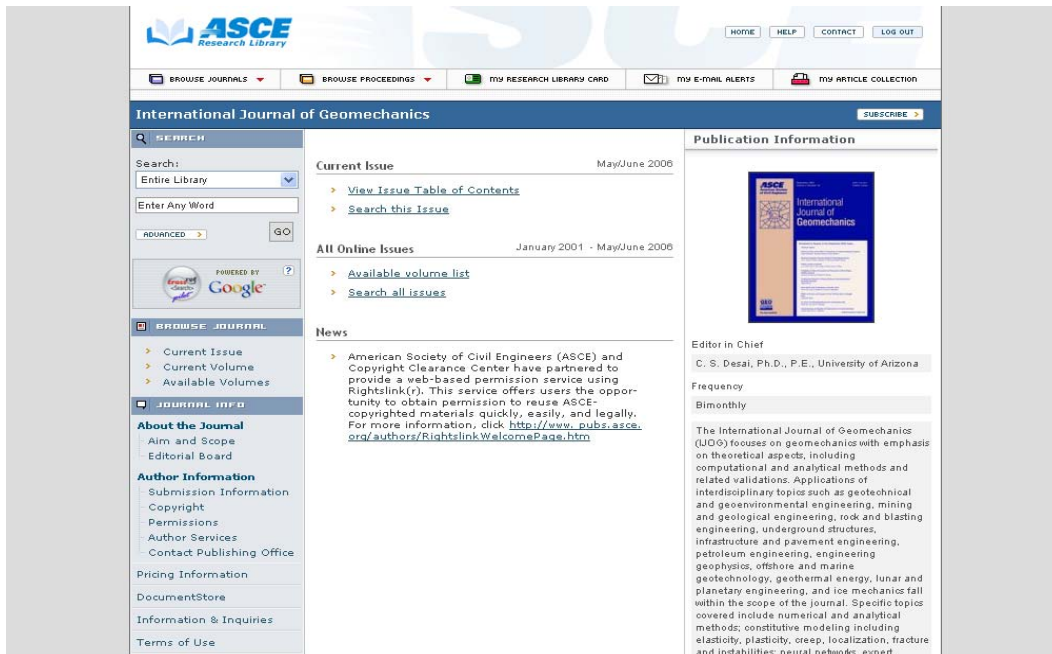 ASCE
Research Library
HOME
HELP
CONTACT
LOG OUT
BROWSE JOURNALS
BROWSE PROCEEDINGS
MY RESEARCH LIBRARY CARD
MY E-MAIL ALERTS
MY ARTICLE COLLECTION
International Journal of Geomechanics
SUBSCRIBE >
SEARCH
Search:
Entire Library
Enter Any Word
ADVANCED >
GO
POWERED BY
Google
?
BROWSE JOURNAL
> Current Issue
> Current Volume
> Available Volumes
JOURNAL INFO
About the Journal
Aim and Scope
Editorial Board
Author Information
Submission Information
Copyright
Permissions
Author Services
Contact Publishing Office
Pricing Information
DocumentStore
Information & Inquiries
Terms of Use
Current Issue May/June 2006
> View Issue Table of Contents
> Search this Issue
All Online Issues January 2001 - May/June 2006
> Available volume list
> Search all issues
News
> American Society of Civil Engineers (ASCE) and
Copyright Clearance Center have partnered to
provide a web-based permission service using
Rightslink(r). This service offers users the oppor-
tunity to obtain permission to reuse ASCE-
copyrighted materials quickly, easily, and legally.
For more information, click http://www. pubs.asce.
org/authors/RightslinkWelcomePage.htm
Publication Information
ASCE
International
Journal of
Geomechanics
GEO
Editor in Chief
C. S. Desai, Ph.D., P.E., University of Arizona
Frequency
Bimonthly
The International Journal of Geomechanics
(IJOG) focuses on geomechanics with emphasis
on theoretical aspects, including
computational and analytical methods and
related validations. Applications of
interdisciplinary topics such as geotechnical
and geoenvironmental engineering, mining
and geological engineering, rock and blasting
engineering, underground structures,
infrastructure and pavement engineering,
petroleum engineering, engineering
geophysics, offshore and marine
geotechnology, geothermal energy, lunar and
planetary engineering, and ice mechanics fall
within the scope of the journal. Specific topics
covered include numerical and analytical
methods; constitutive modeling including
elasticity, plasticity, creep, localization, fracture
and instabilities; neural networks, expert